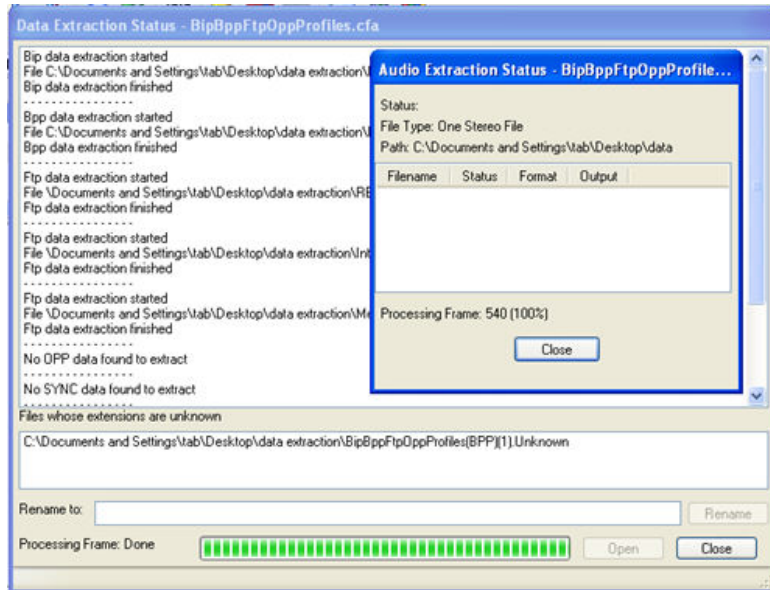 Data Extraction Status - BipBppFtpOppProfiles.cfa
Bip data extraction started
File C:\Documents and Settings\tab\Desktop\data extraction\
Bip data extraction finished
- - - - - - - - - - - - - - - -
Bpp data extraction started
File C:\Documents and Settings\tab\Desktop\data extraction\
Bpp data extraction finished
- - - - - - - - - - - - - - - -
Ftp data extraction started
File \Documents and Settings\tab\Desktop\data extraction\RE
Ftp data extraction finished
- - - - - - - - - - - - - - - -
Ftp data extraction started
File \Documents and Settings\tab\Desktop\data extraction\Int
Ftp data extraction finished
- - - - - - - - - - - - - - - -
Ftp data extraction started
File \Documents and Settings\tab\Desktop\data extraction\Me
Ftp data extraction finished
- - - - - - - - - - - - - - - -
No OPP data found to extract
- - - - - - - - - - - - - - - -
No SYNC data found to extract
- - - - - - - - - - - - - - - -
Audio Extraction Status - BipBppFtpOppProfile...
Status:
File Type: One Stereo File
Path: C:\Documents and Settings\tab\Desktop\data
Filename Status Format Output
Processing Frame: 540 (100%)
Close
Files whose extensions are unknown
C:\Documents and Settings\tab\Desktop\data extraction\BipBppFtpOppProfiles(BPP)(1).Unknown
Rename to: Rename
Processing Frame: Done Open Close